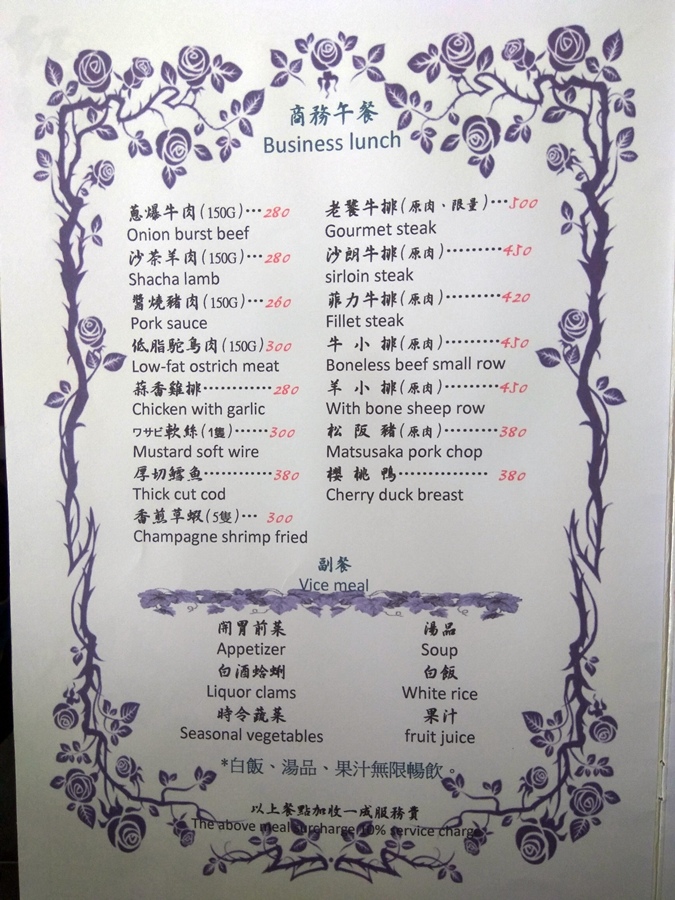 商務午餐
Business lunch
蔥爆牛肉(150G)…280
Onion burst beef
沙茶羊肉(150G)…280
Shacha lamb
醬燒豬肉(150G)…260
Pork sauce
低脂鴕鳥肉(150G)300
Low-fat ostrich meat
蒜香雞排…………280
Chicken with garlic
ワサビ軟絲(1隻)……300
Mustard soft wire
厚切鱈魚…………380
Thick cut cod
香煎草蝦(5隻)… 300
Champagne shrimp fried
老饕牛排(原肉、限量)…500
Gourmet steak
沙朗牛排(原肉)………450
sirloin steak
菲力牛排(原肉)………420
Fillet steak
牛小排(原肉)………450
Boneless beef small row
羊小排(原肉)………450
With bone sheep row
松阪豬(原肉)………380
Matsusaka pork chop
櫻桃鴨…………… 380
Cherry duck breast
副餐
Vice meal
開胃前菜
Appetizer
白酒蛤蜊
Liquor clams
時令蔬菜
Seasonal vegetables
湯品
Soup
白飯
White rice
果汁
fruit juice
*白飯、湯品、果汁無限暢飲。
以上餐點加收一成服務費
The above meal surcharge 10% service charge